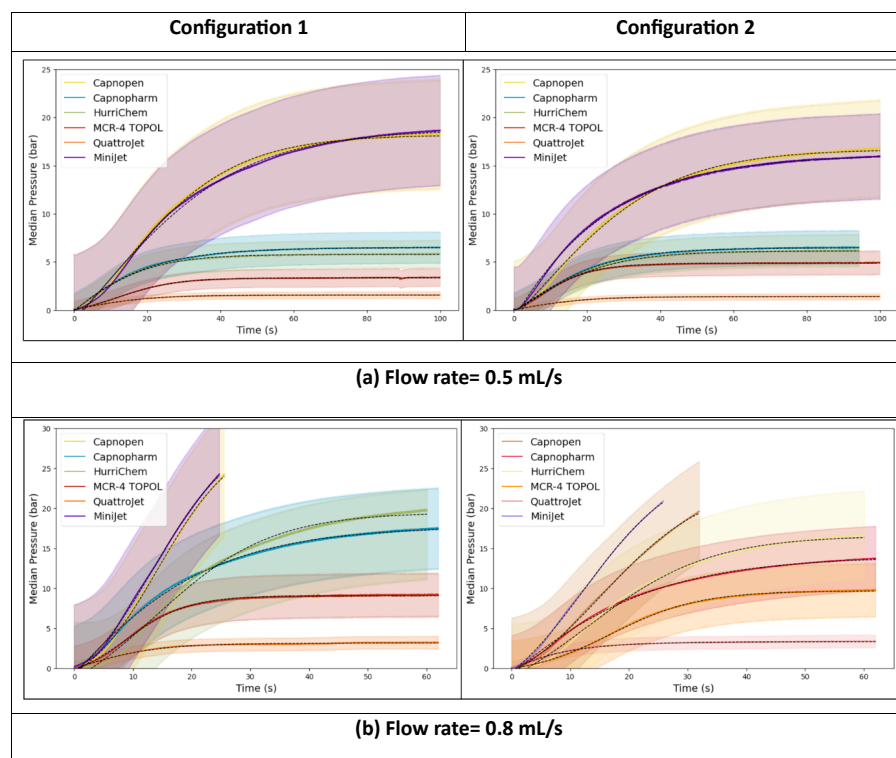 Configuration 1
Configuration 2
25
20
15
10
5
0
Median Pressure (bar)
Capnopen
Capnopharm
HurriChem
MCR-4 TOPOL
QuattroJet
MiniJet
0 20 40 60 80 100
Time (s)
25
20
15
10
5
0
Median Pressure (bar)
Capnopen
Capnopharm
HurriChem
MCR-4 TOPOL
QuattroJet
MiniJet
0 20 40 60 80 100
Time (s)
(a) Flow rate= 0.5 mL/s
30
25
20
15
10
5
0
Median Pressure (bar)
Capnopen
Capnopharm
HurriChem
MCR-4 TOPOL
QuattroJet
MiniJet
0 10 20 30 40 50 60
Time (s)
30
25
20
15
10
5
0
Median Pressure (bar)
Capnopen
Capnopharm
HurriChem
MCR-4 TOPOL
QuattroJet
MiniJet
0 10 20 30 40 50 60
Time (s)
(b) Flow rate= 0.8 mL/s